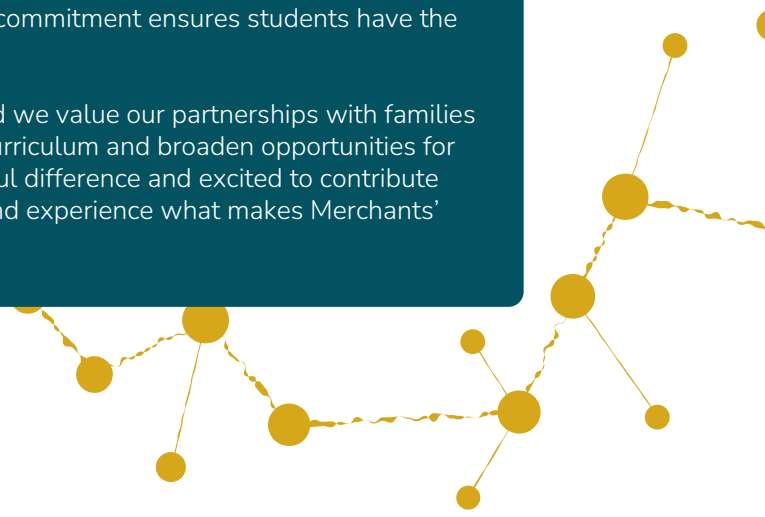 commitment ensures students have the
we value our partnerships with families
urriculum and broaden opportunities for
ul difference and excited to contribute
nd experience what makes Merchants’